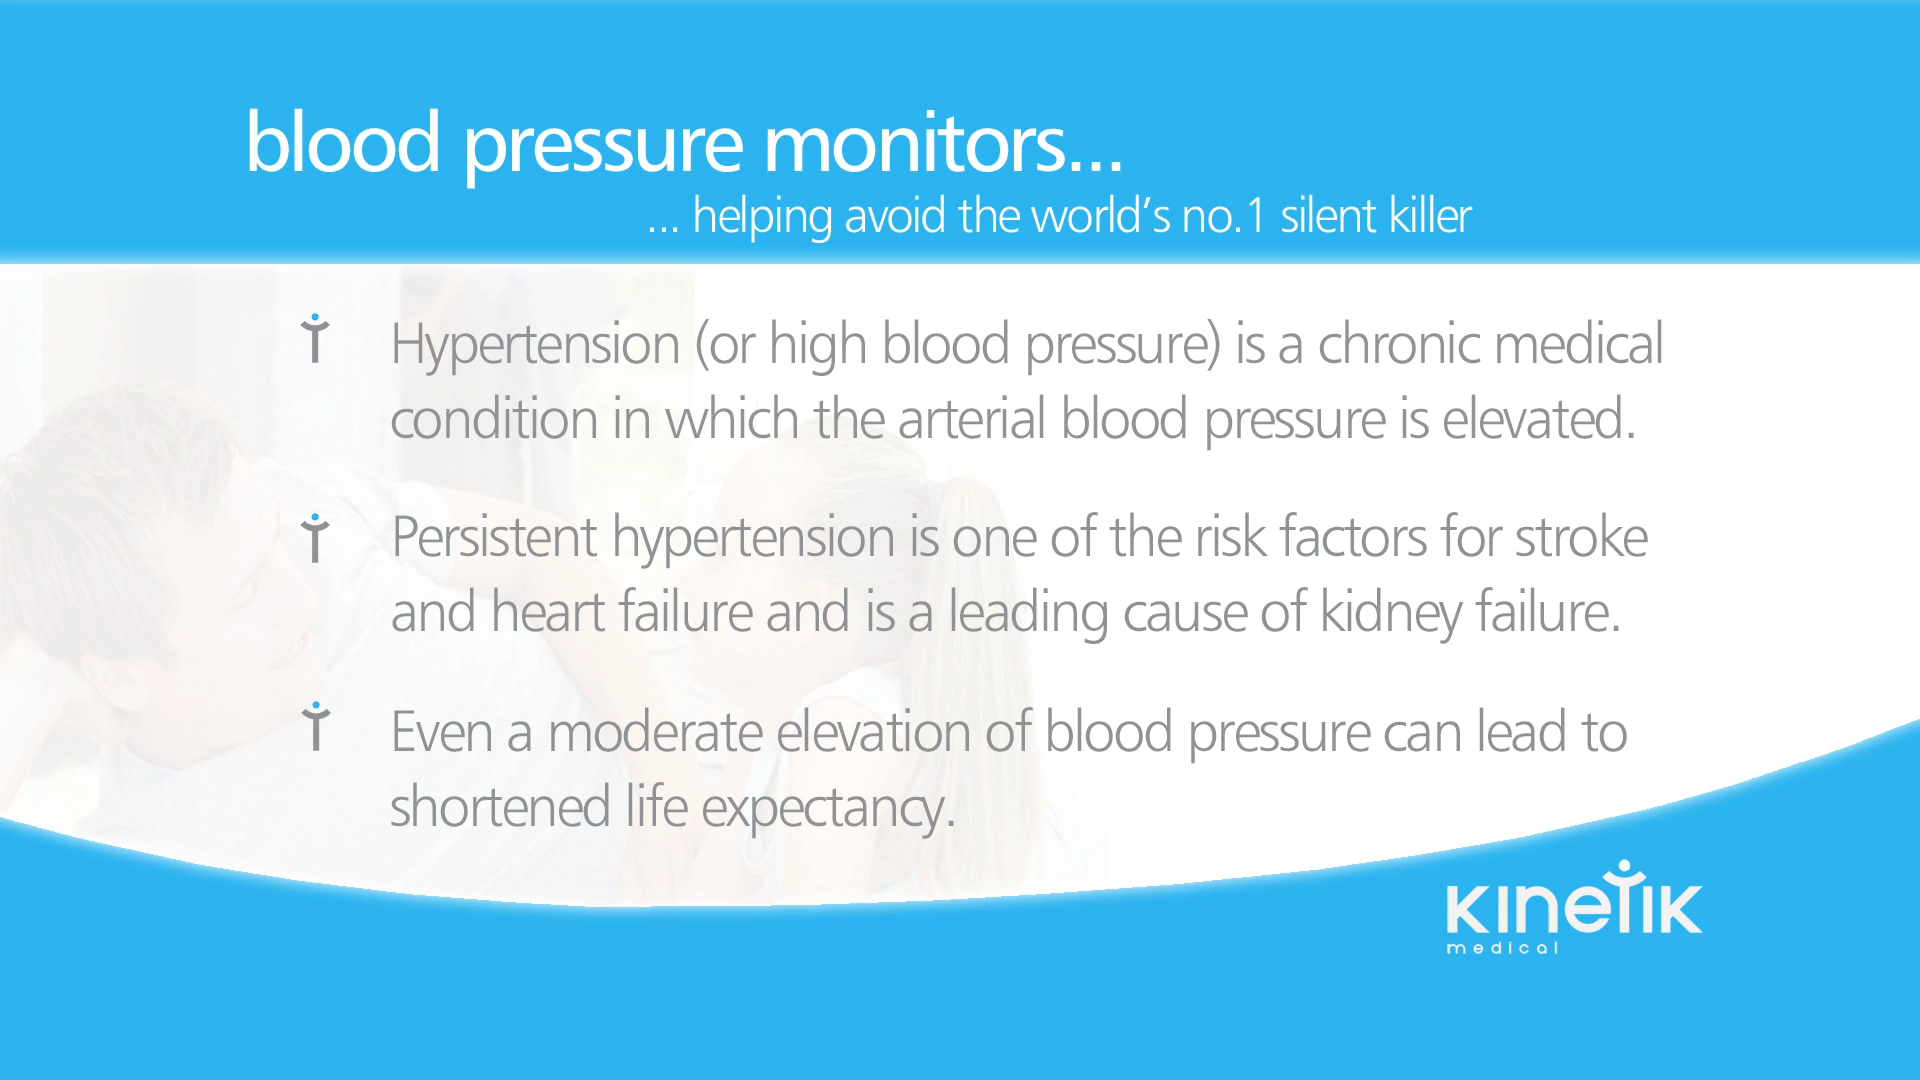 blood pressure monitors...
... helping avoid the world's no.1 silent killer
Hypertension (or high blood pressure) is a chronic medical
condition in which the arterial blood pressure is elevated.
Persistent hypertension is one of the risk factors for stroke
and heart failure and is a leading cause of kidney failure.
Even a moderate elevation of blood pressure can lead to
shortened life expectancy.
kinetik
medical